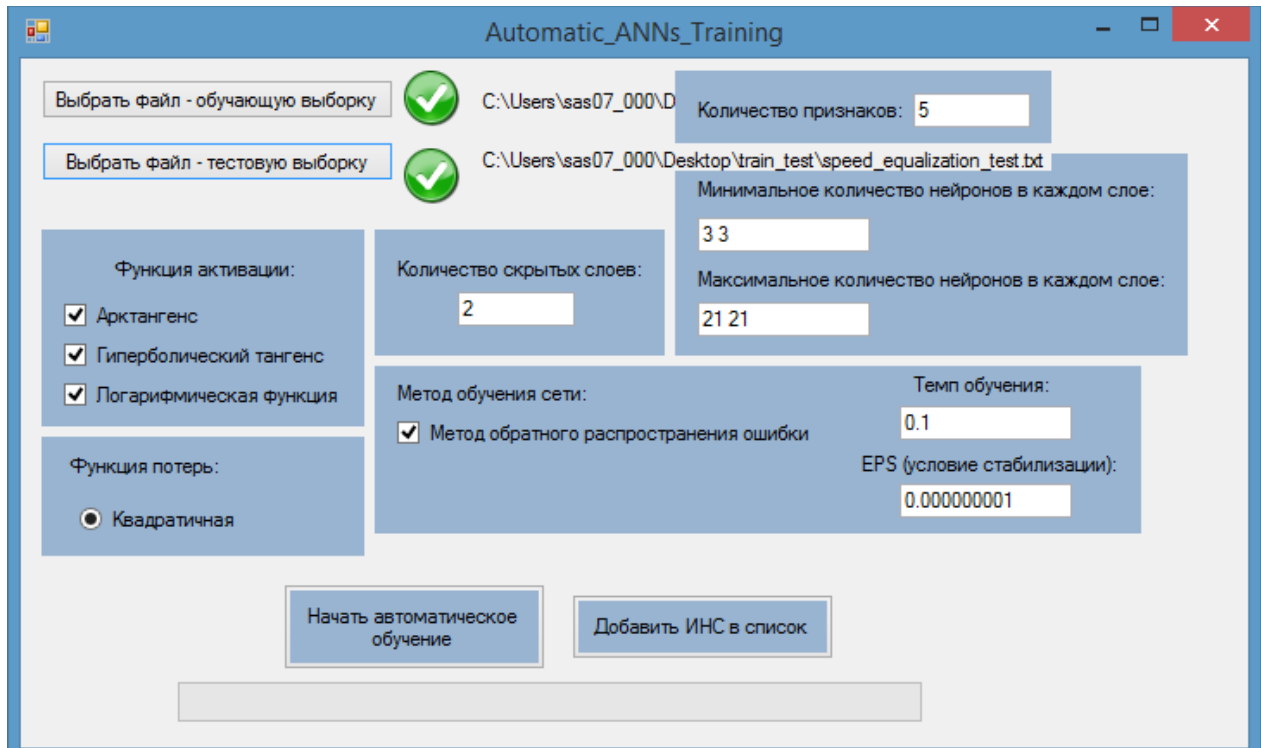 Automatic_ANNs_Training
Выбрать файл - обучающую выборку
C:\Users\sas07_000\D
Количество признаков:
5
Выбрать файл - тестовую выборку
C:\Users\sas07_000\Desktop\train_test\speed_equalization_test.txt
Минимальное количество нейронов в каждом слое:
3 3
Максимальное количество нейронов в каждом слое:
21 21
Функция активации:
Арктангенс
Гиперболический тангенс
Логарифмическая функция
Количество скрытых слоев:
2
Функция потерь:
Квадратичная
Метод обучения сети:
Метод обратного распространения ошибки
Темп обучения:
0.1
EPS (условие стабилизации):
0.000000001
Начать автоматическое
обучение
Добавить ИНС в список